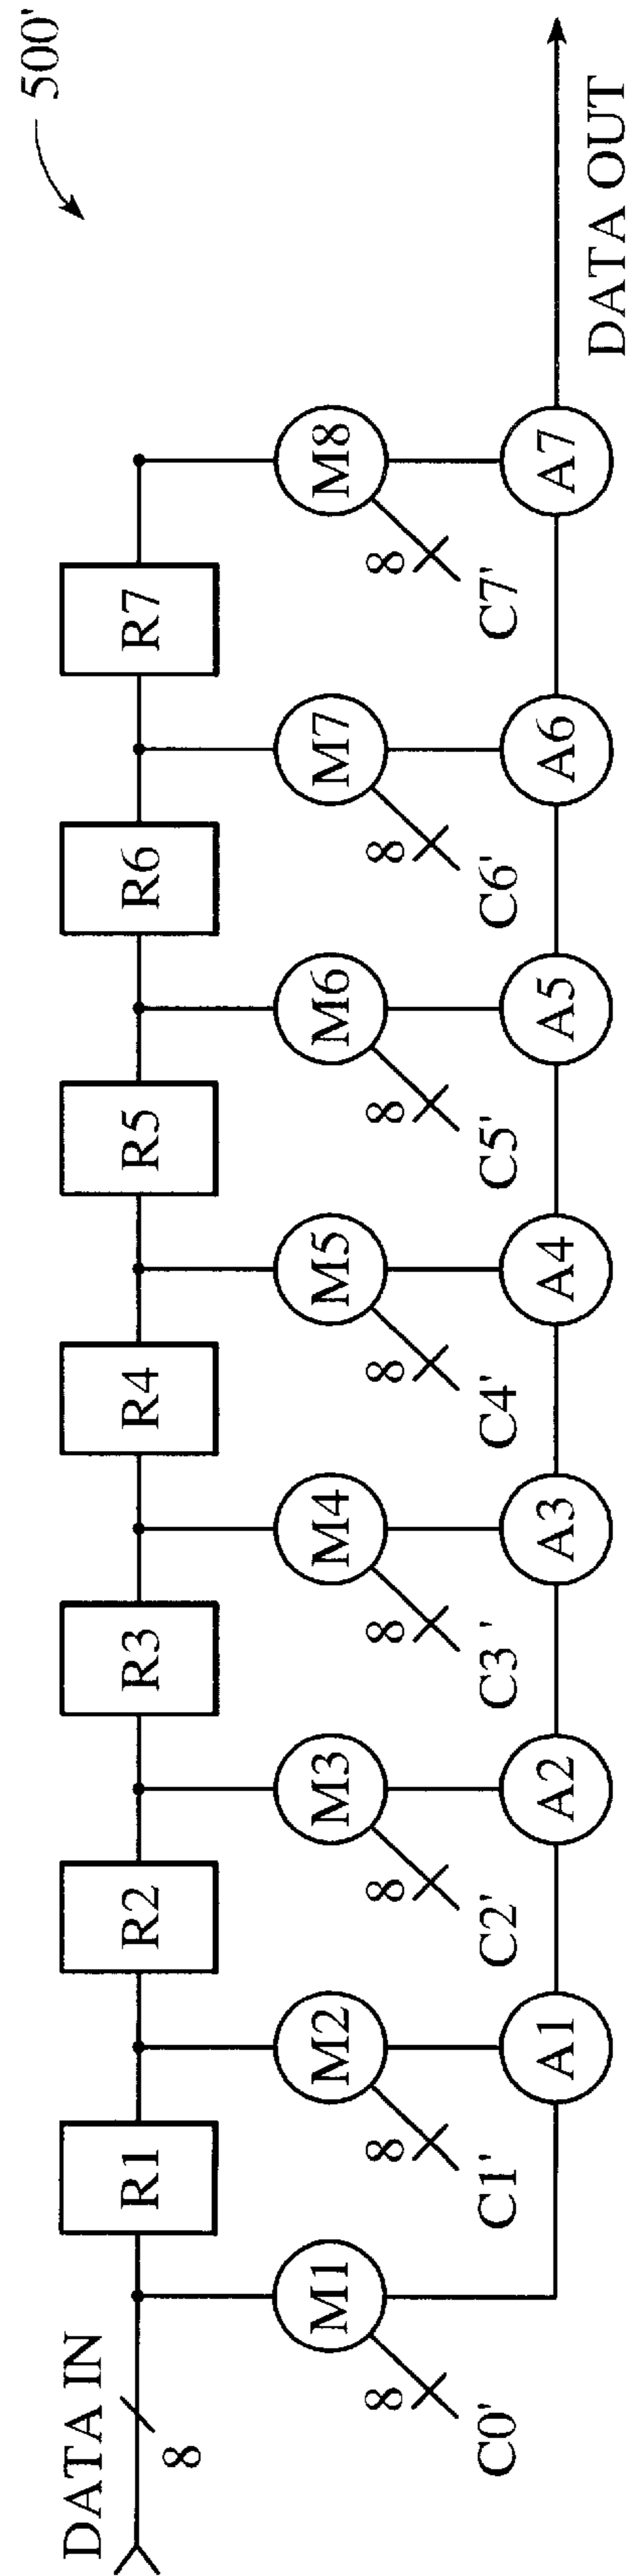 500'
DATA IN
8
R1
R2
R3
R4
R5
R6
R7
M1
M2
M3
M4
M5
M6
M7
M8
8
8
8
8
8
8
8
8
C0'
C1'
C2'
C3 '
C4'
C5'
C6'
C7'
A1
A2
A3
A4
A5
A6
A7
DATA OUT